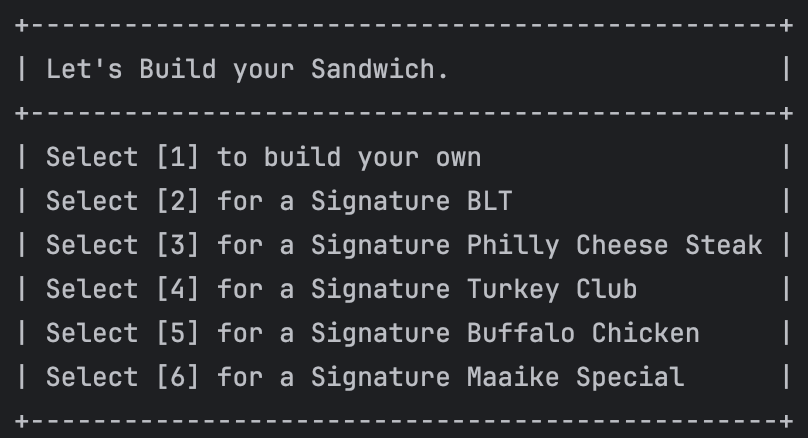 +------------------------------------------------+
| Let's Build your Sandwich.                     |
+------------------------------------------------+
| Select [1] to build your own                   |
| Select [2] for a Signature BLT                 |
| Select [3] for a Signature Philly Cheese Steak |
| Select [4] for a Signature Turkey Club         |
| Select [5] for a Signature Buffalo Chicken     |
| Select [6] for a Signature Maaike Special      |
+------------------------------------------------+